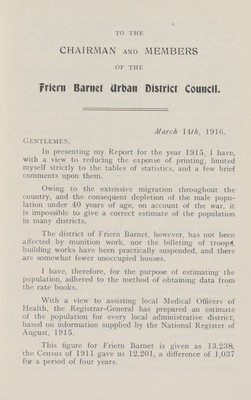 TO THE
CHAIRMAN AND MEMBERS
OF THE
Friern Barnet Urban District Council.
March 14th, 1916.
GENTLEMEN,
In presenting my Report for the year 1915, I have,
with a view to reducing the expense of printing, limited
myself strictly to the tables of statistics, and a few brief
comments upon them.
Owing to the extensive migration throughout the
country, and the consequent depletion of the male popu-
lation under 40 years of age, on account of the war, it
is impossible to give a correct estimate of the population
in many districts.
The district of Friern Barnet, however, has not been
affected by munition work, nor the billeting of troops,
building works have been practically suspended, and there
are somewhat fewer unoccupied houses.
I have, therefore, for the purpose of estimating the
population, adhered to the method of obtaining data from
the rate books.
With a view to assisting local Medical Officers of
Health, the Registrar-General has prepared an estimate
of the population for every local administrative district,
based on information supplied by the National Register of
August, 1915.
This figure for Friern Barnet is given as 13,238,
the Census of 1911 gave us 12,201, a difference of 1,037
for a period of four years.